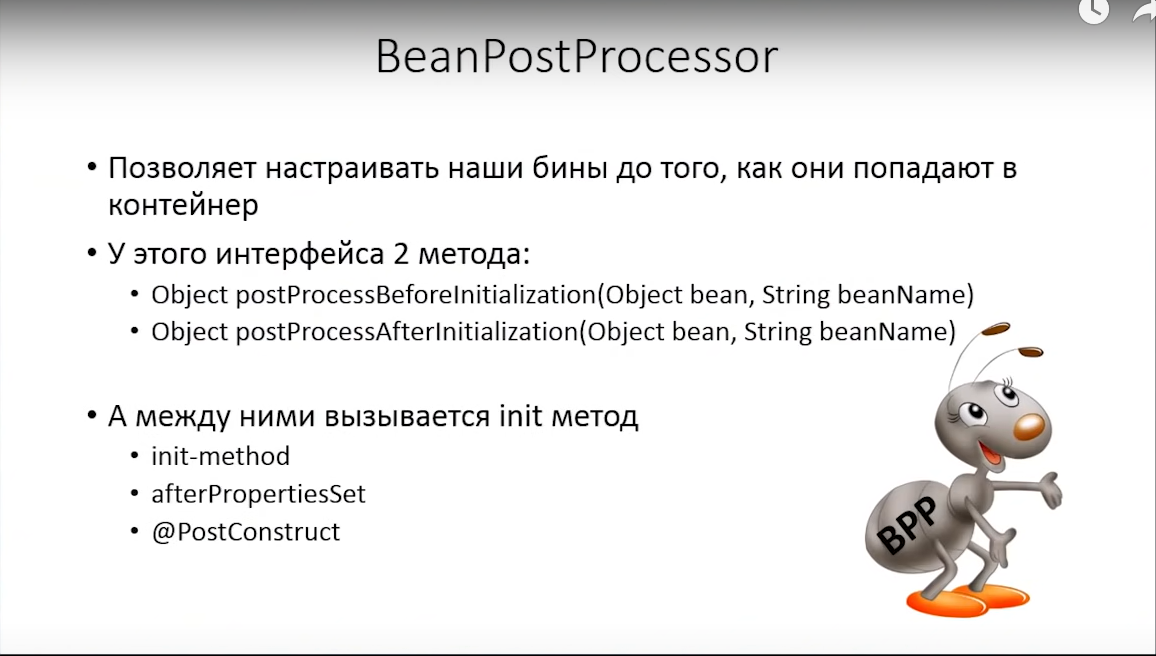 BeanPostProcessor
• Позволяет настраивать наши бины до того, как они попадают в
контейнер
• У этого интерфейса 2 метода:
• Object postProcessBeforeInitialization(Object bean, String beanName)
• Object postProcessAfterInitialization(Object bean, String beanName)
• А между ними вызывается init метод
• init-method
• afterPropertiesSet
• @PostConstruct
BPP